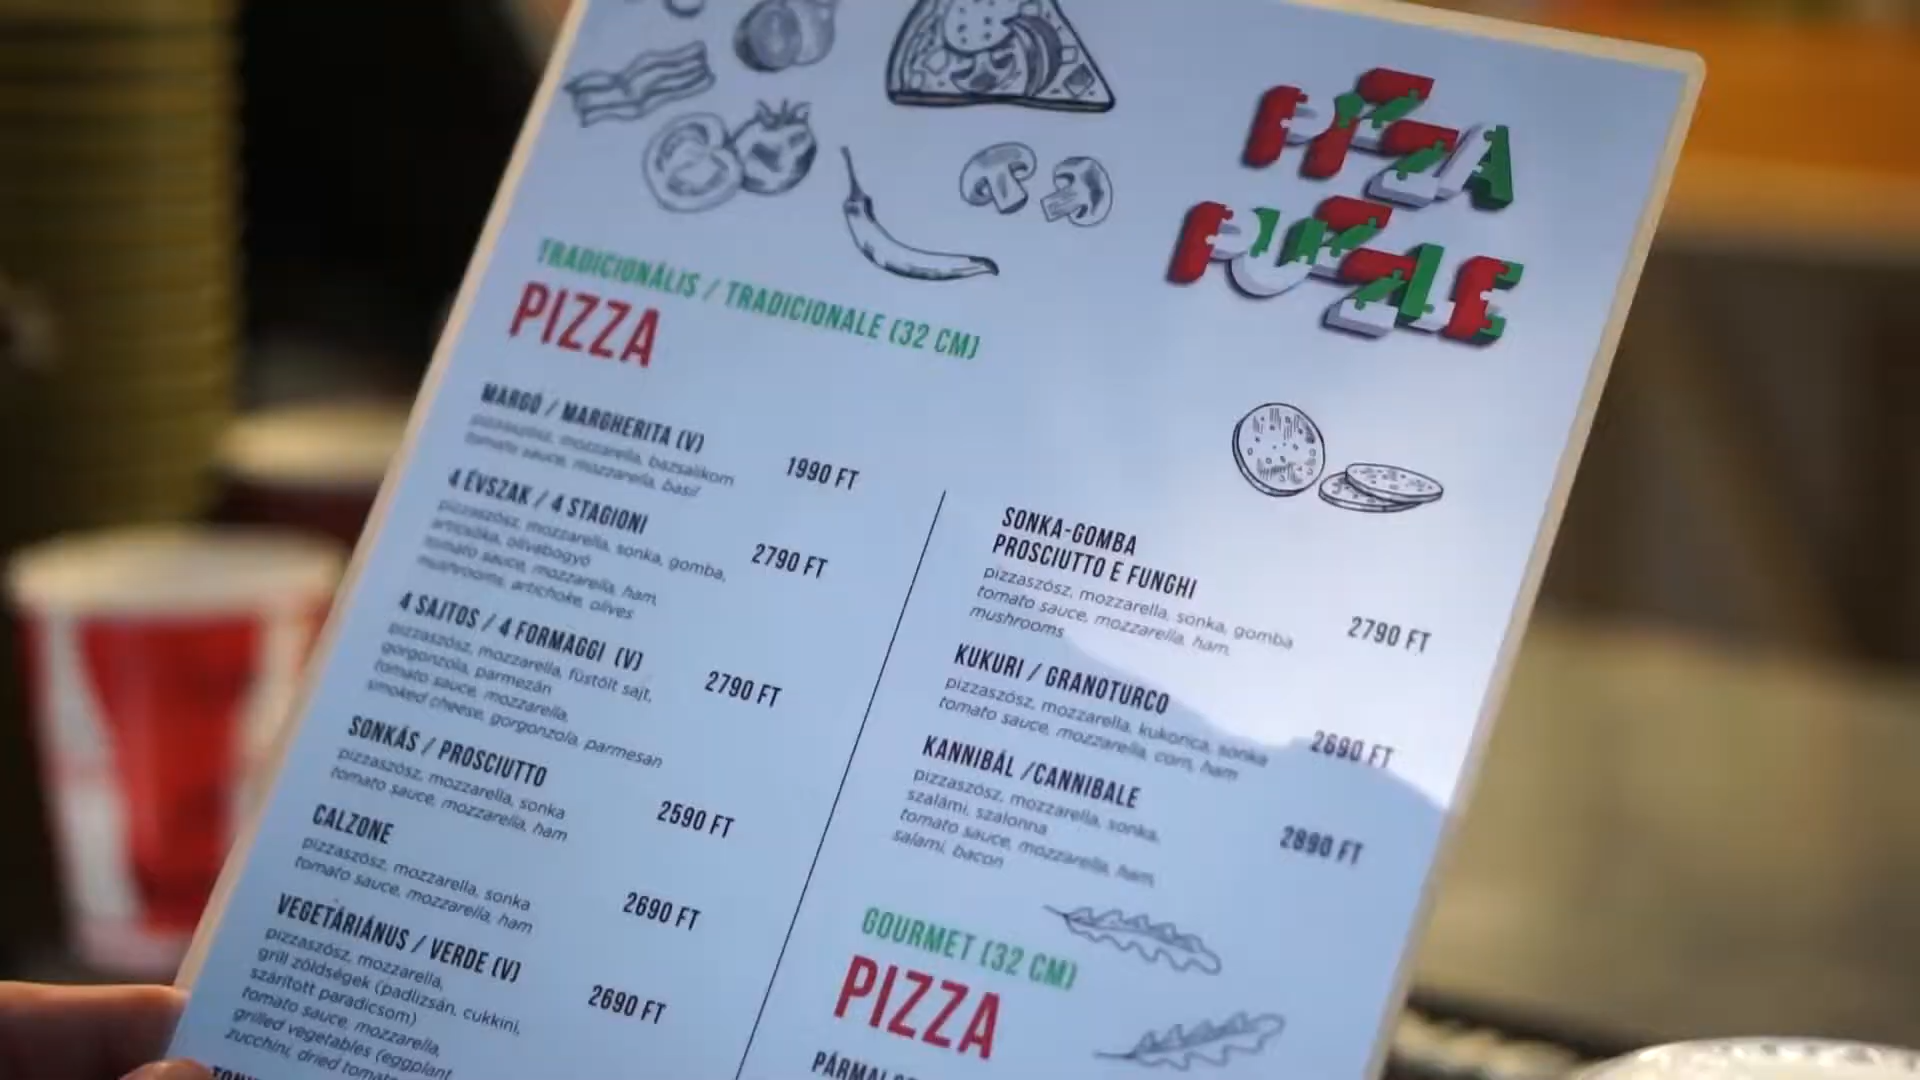 PIZZA
PUZZLE
TRADICIONÁLIS / TRADICIONALE (32 CM)
PIZZA
MARGÓ / MARGHERITA (V)
pizzaszósz, mozzarella, bazsalikom
tomato sauce, mozzarella, basil
1990 FT
4 ÉVSZAK / 4 STAGIONI
pizzaszósz, mozzarella, sonka, gomba,
articsóka, olívabogyó
tomato sauce, mozzarella, ham,
mushrooms, artichoke, olives
2790 FT
4 SAJTOS / 4 FORMAGGI (V)
pizzaszósz, mozzarella, füstölt sajt,
gorgonzola, parmezán
tomato sauce, mozzarella,
smoked cheese, gorgonzola, parmesan
2790 FT
SONKÁS / PROSCIUTTO
pizzaszósz, mozzarella, sonka
tomato sauce, mozzarella, ham
2590 FT
CALZONE
pizzaszósz, mozzarella, sonka
tomato sauce, mozzarella, ham
2690 FT
VEGETÁRIÁNUS / VERDE (V)
pizzaszósz, mozzarella,
grill zöldségek (padlizsán, cukkini,
szárított paradicsom)
tomato sauce, mozzarella,
grilled vegetables (eggplant
zucchini, dried
2690 FT
SONKA-GOMBA
PROSCIUTTO E FUNGHI
pizzaszósz, mozzarella, sonka, gomba
tomato sauce, mozzarella, ham,
mushrooms
2790 FT
KUKURI / GRANOTURCO
pizzaszósz, mozzarella, kukorica, sonka
tomato sauce, mozzarella, corn, ham
2690 FT
KANNIBÁL /CANNIBALE
pizzaszósz, mozzarella, sonka,
szalámi, szalonna
tomato sauce, mozzarella, ham,
salami, bacon
2890 FT
GOURMET (32 CM)
PIZZA